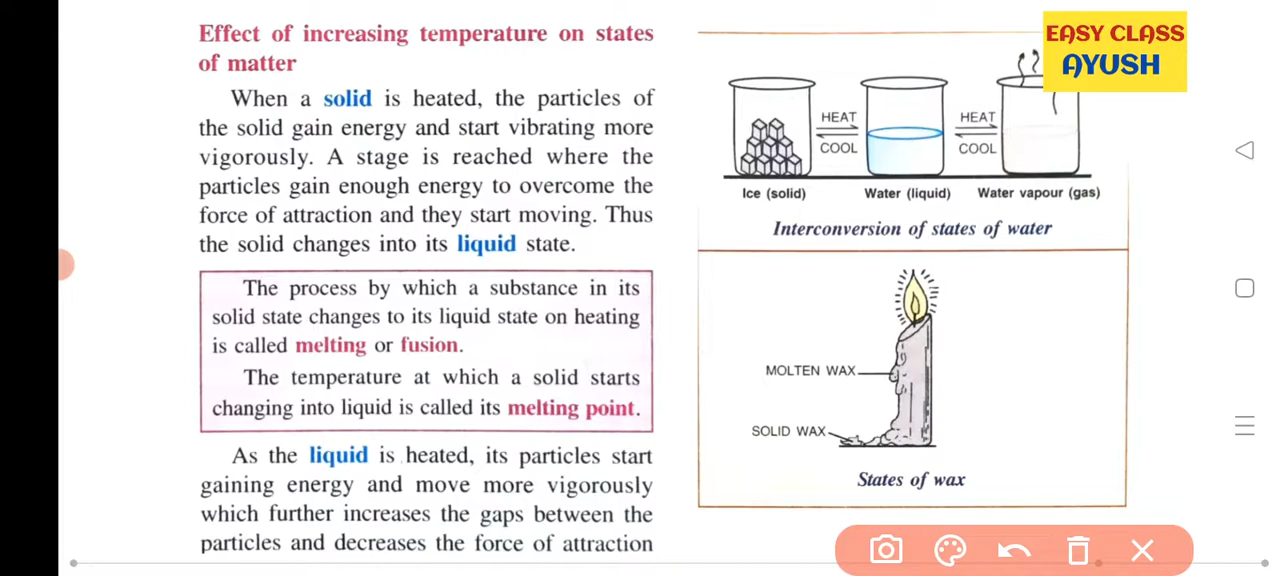 Effect of increasing temperature on states
of matter
When a solid is heated, the particles of
the solid gain energy and start vibrating more
vigorously. A stage is reached where the
particles gain enough energy to overcome the
force of attraction and they start moving. Thus
the solid changes into its liquid state.
The process by which a substance in its
solid state changes to its liquid state on heating
is called melting or fusion.
The temperature at which a solid starts
changing into liquid is called its melting point.
As the liquid is heated, its particles start
gaining energy and move more vigorously
which further increases the gaps between the
particles and decreases the force of attraction
EASY CLASS
AYUSH
HEAT
COOL
HEAT
COOL
Ice (solid)
Water (liquid)
Water vapour (gas)
Interconversion of states of water
MOLTEN WAX
SOLID WAX
States of wax